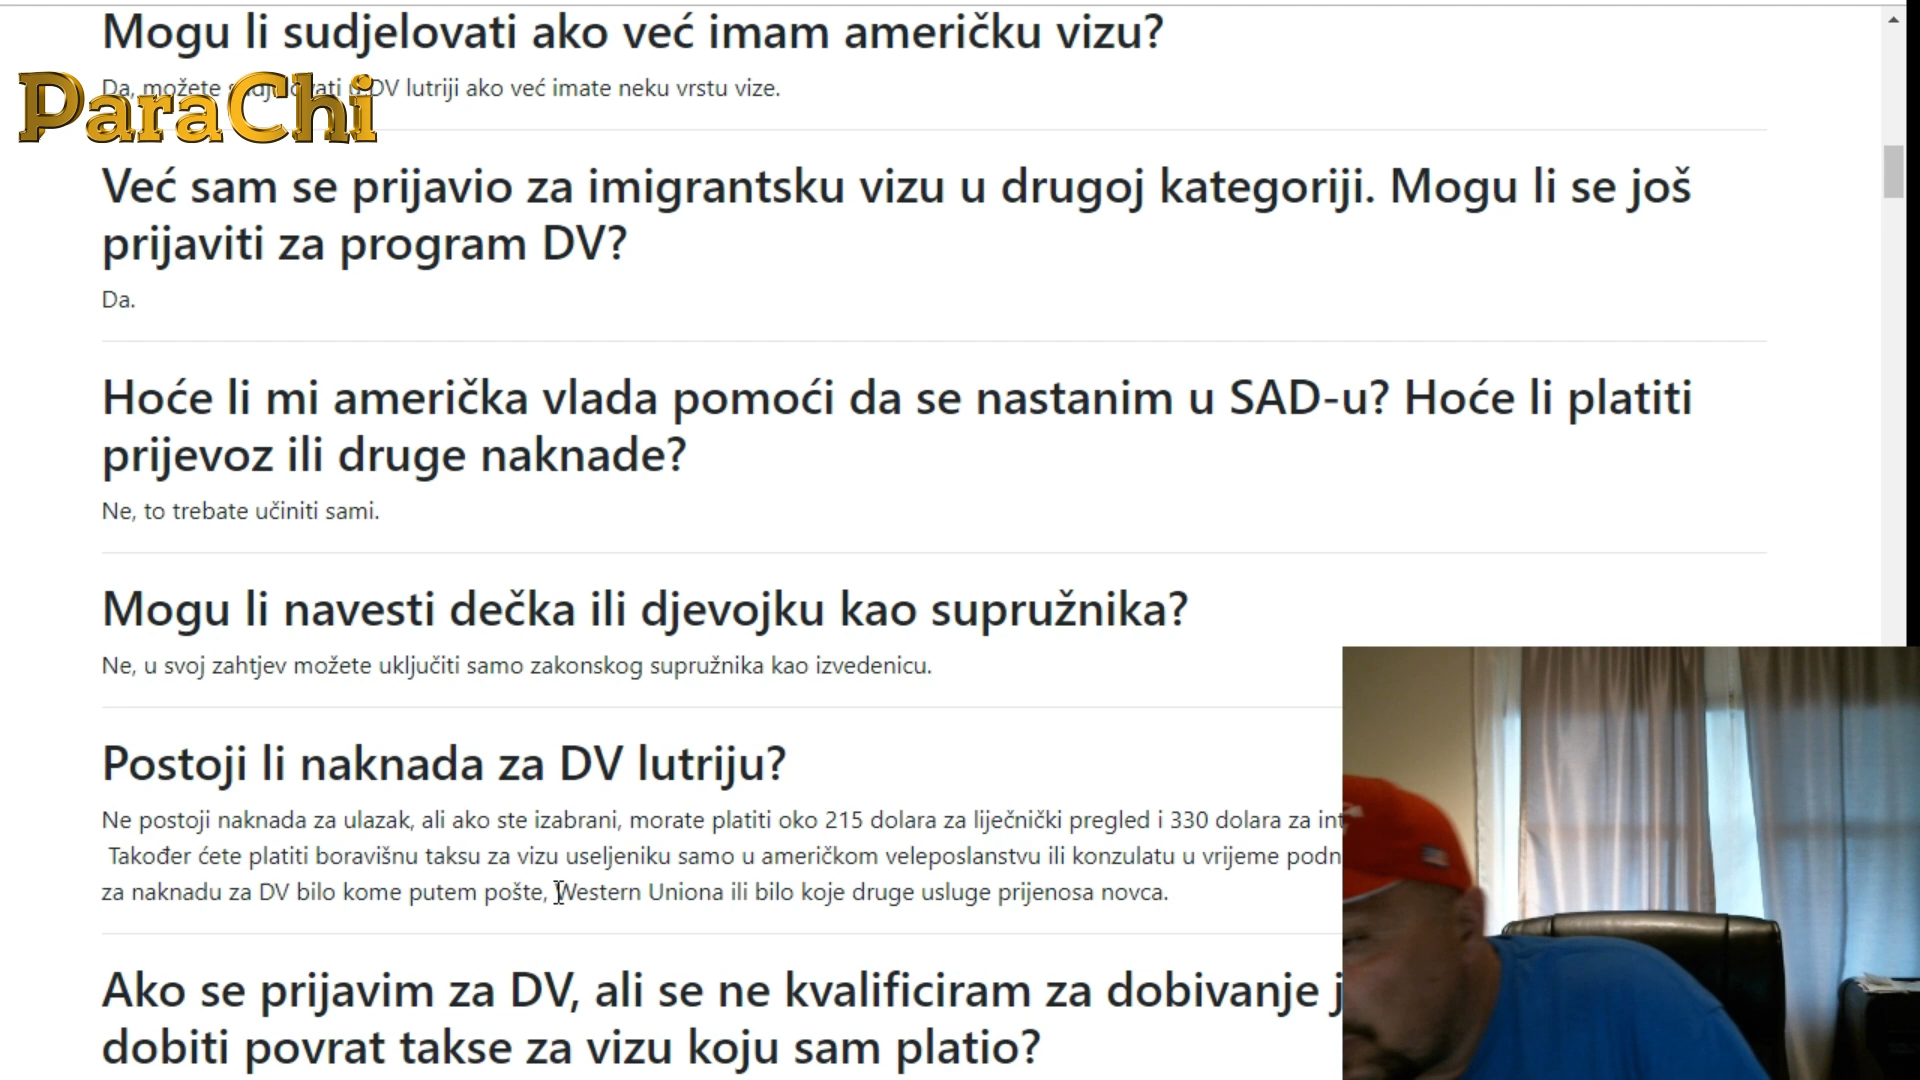 Mogu li sudjelovati ako već imam američku vizu?
Da, možete u DV lutriji ako već imate neku vrstu vize.
ParaChi
Već sam se prijavio za imigrantsku vizu u drugoj kategoriji. Mogu li se još
prijaviti za program DV?
Da.
Hoće li mi američka vlada pomoći da se nastanim u SAD-u? Hoće li platiti
prijevoz ili druge naknade?
Ne, to trebate učiniti sami.
Mogu li navesti dečka ili djevojku kao supružnika?
Ne, u svoj zahtjev možete uključiti samo zakonskog supružnika kao izvedenicu.
Postoji li naknada za DV lutriju?
Ne postoji naknada za ulazak, ali ako ste izabrani, morate platiti oko 215 dolara za liječnički pregled i 330 dolara za
Također ćete platiti boravišnu taksu za vizu useljeniku samo u američkom veleposlanstvu ili konzulatu u vrijeme
za naknadu za DV bilo kome putem pošte, Western Uniona ili bilo koje druge usluge prijenosa novca.
Ako se prijavim za DV, ali se ne kvalificiram za dobivanje
dobiti povrat takse za vizu koju sam platio?